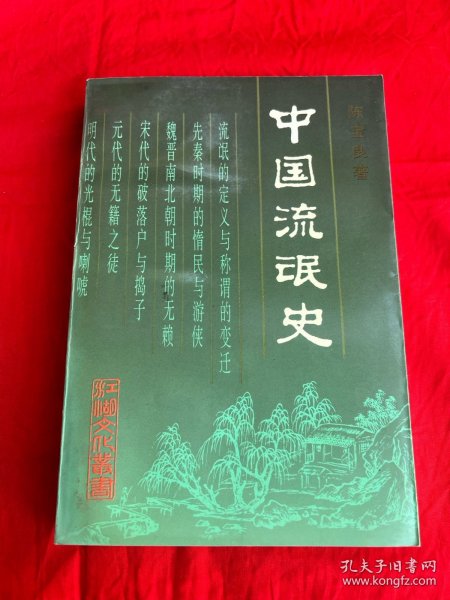 陈宝良著
中国流氓史
流氓的定义与称谓的变迁
先秦时期的惰民与游侠
魏晋南北朝时期的无赖
宋代的破落户与捣子
元代的无籍之徒
明代的光棍与喇唬
江湖文化叢書
孔夫子旧书网
www.kongfz.com